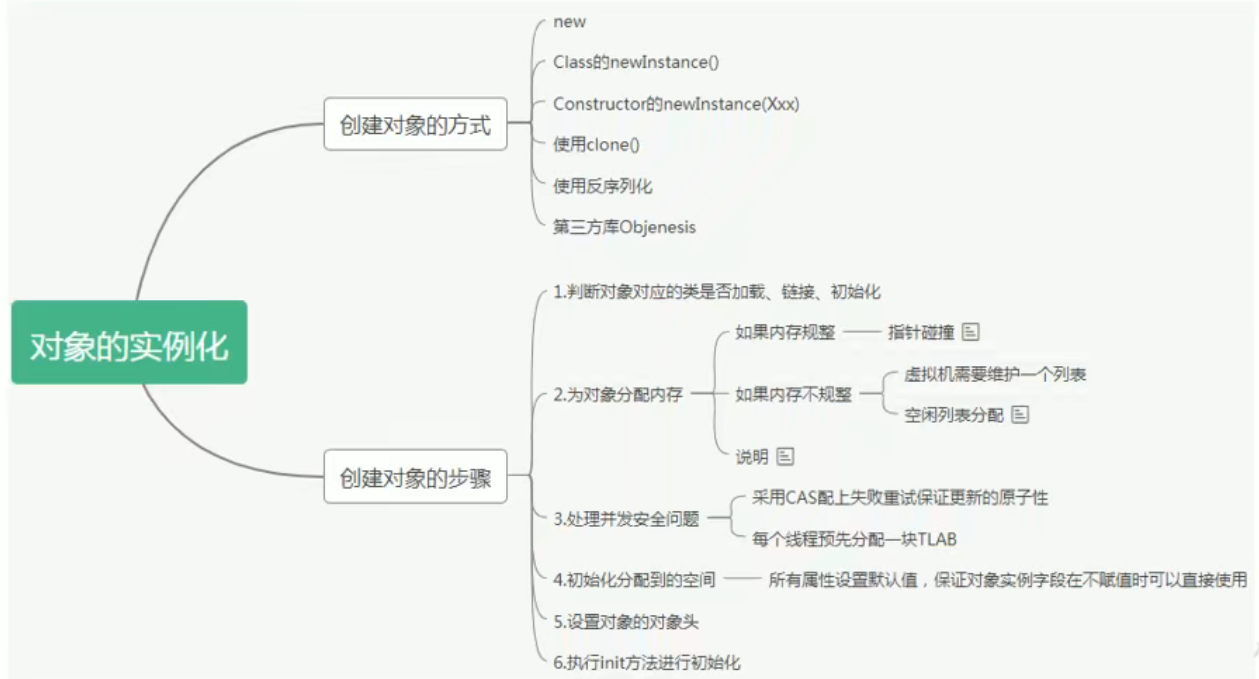 对象的实例化
创建对象的方式
new
Class的newInstance()
Constructor的newInstance(Xxx)
使用clone()
使用反序列化
第三方库Objenesis
创建对象的步骤
1.判断对象对应的类是否加载、链接、初始化
2.为对象分配内存
如果内存规整
指针碰撞
如果内存不规整
虚拟机需要维护一个列表
空闲列表分配
说明
3.处理并发安全问题
采用CAS配上失败重试保证更新的原子性
每个线程预先分配一块TLAB
4.初始化分配到的空间
所有属性设置默认值，保证对象实例字段在不赋值时可以直接使用
5.设置对象的对象头
6.执行init方法进行初始化